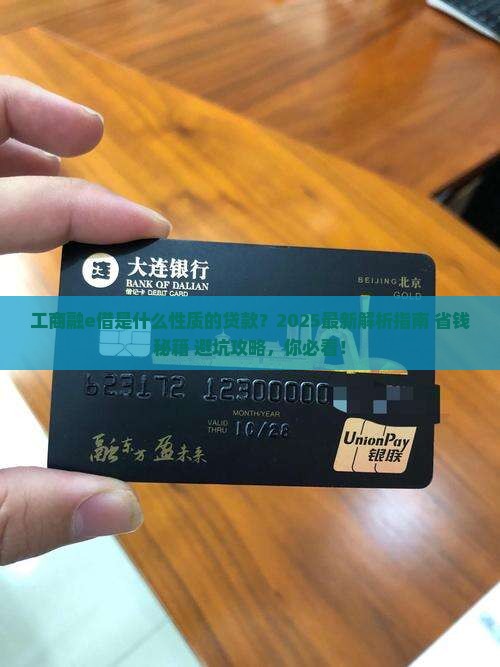 连 大连银行
BANK OF DALIAN
借记卡 DEBIT CARD
BEIJING 北京
GOLD
工商融e借是什么性质的贷款？2025最新解析指南 省钱
秘籍 避坑攻略，你必看！
623172 12300000
MONTH/YEAR
VALID
THRU 10/28
融东方 盈未来
UnionPay
银联